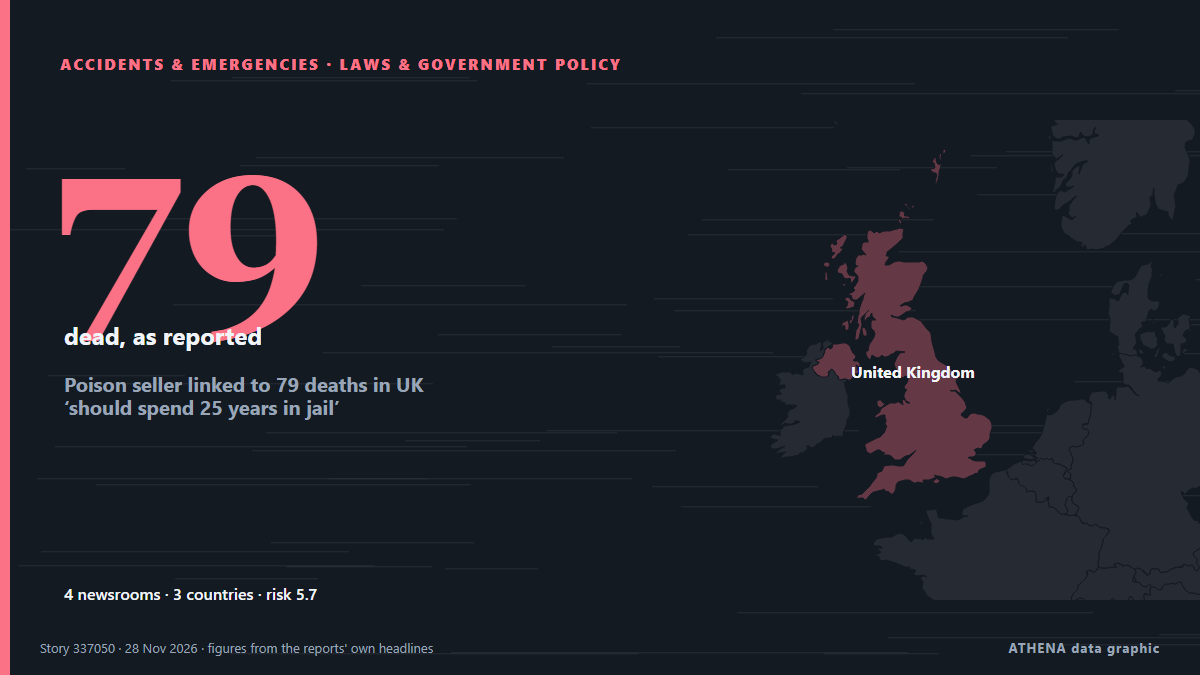 ACCIDENTS & EMERGENCIES · LAWS & GOVERNMENT POLICY
79
dead, as reported
Poison seller linked to 79 deaths in UK
‘should spend 25 years in jail’
United Kingdom
4 newsrooms · 3 countries · risk 5.7
Story 337050 · 28 Nov 2026 · figures from the reports' own headlines
ATHENA data graphic